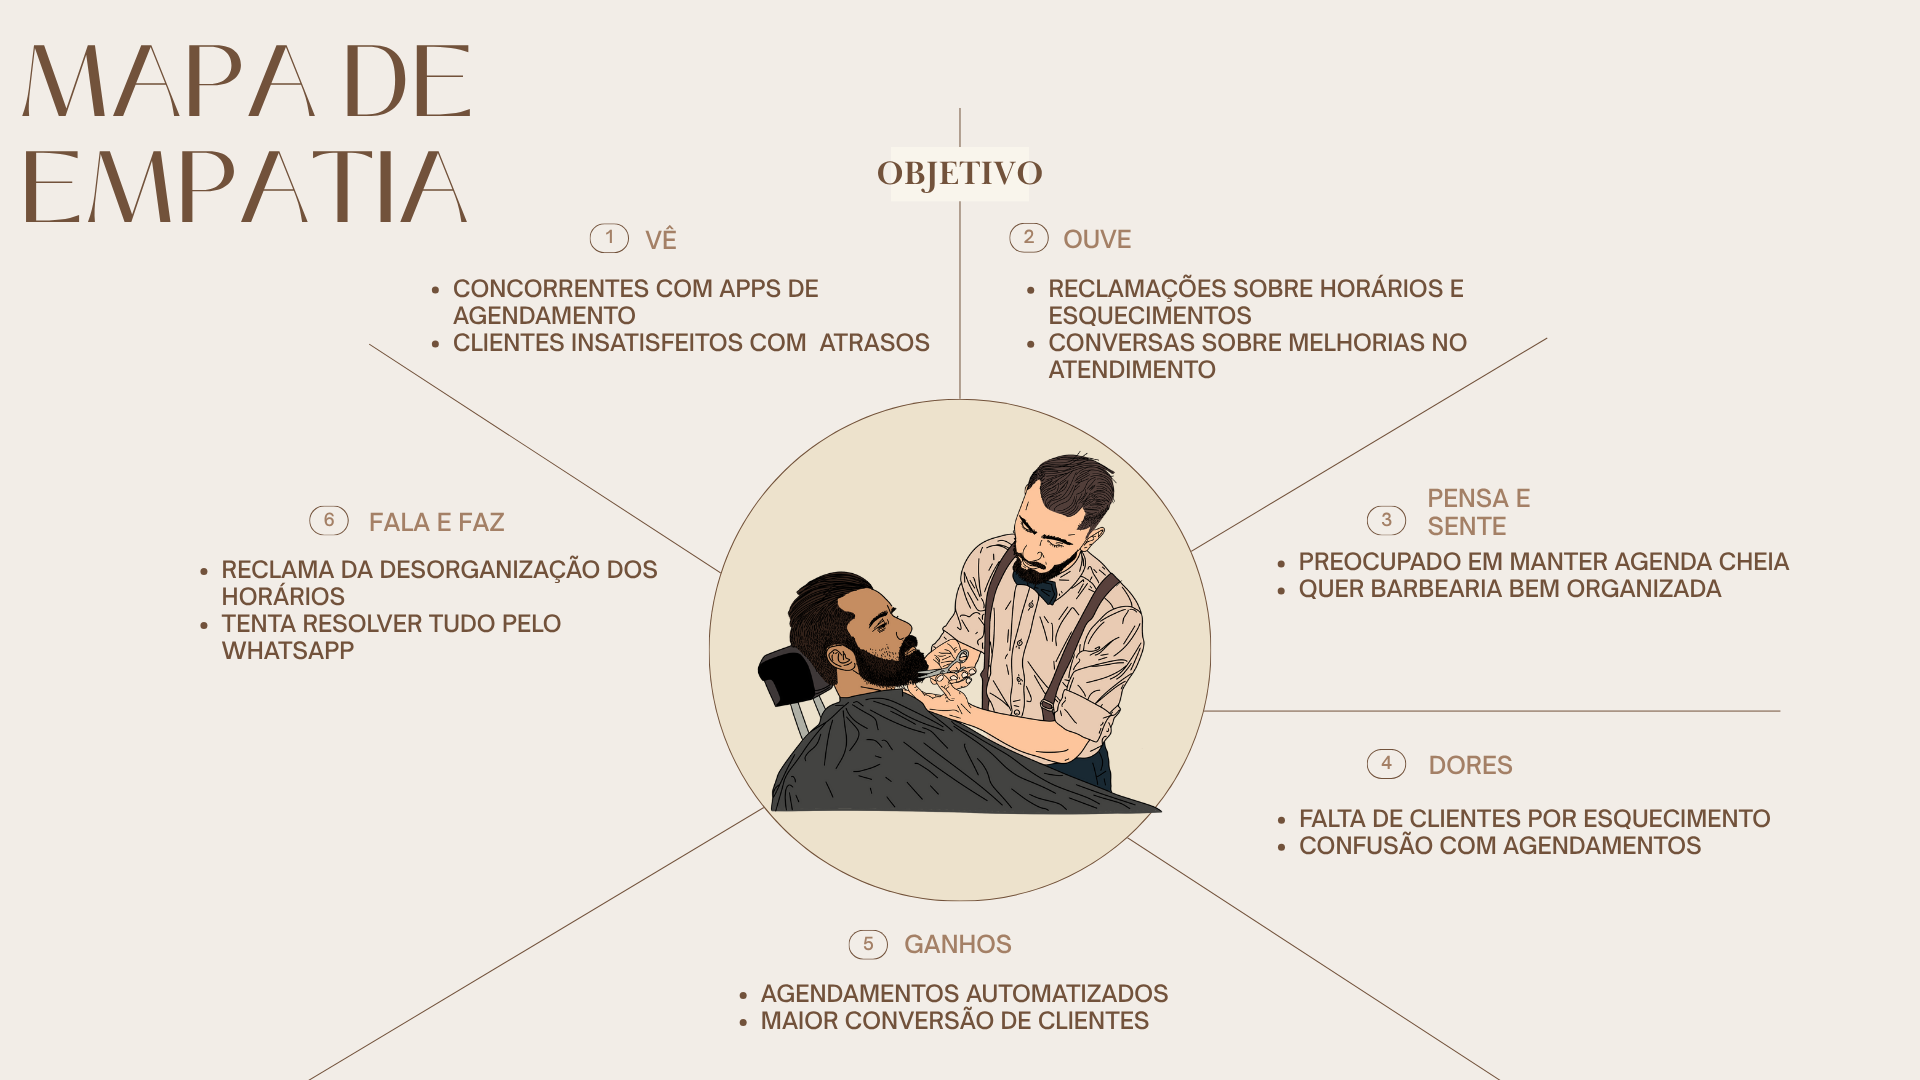 MAPA DE
EMPATIA
OBJETIVO
1 VÊ
• CONCORRENTES COM APPS DE
AGENDAMENTO
• CLIENTES INSATISFEITOS COM ATRASOS
2 OUVE
• RECLAMAÇÕES SOBRE HORÁRIOS E
ESQUECIMENTOS
• CONVERSAS SOBRE MELHORIAS NO
ATENDIMENTO
3 PENSA E
SENTE
• PREOCUPADO EM MANTER AGENDA CHEIA
• QUER BARBEARIA BEM ORGANIZADA
4 DORES
• FALTA DE CLIENTES POR ESQUECIMENTO
• CONFUSÃO COM AGENDAMENTOS
5 GANHOS
• AGENDAMENTOS AUTOMATIZADOS
• MAIOR CONVERSÃO DE CLIENTES
6 FALA E FAZ
• RECLAMA DA DESORGANIZAÇÃO DOS
HORÁRIOS
• TENTA RESOLVER TUDO PELO
WHATSAPP